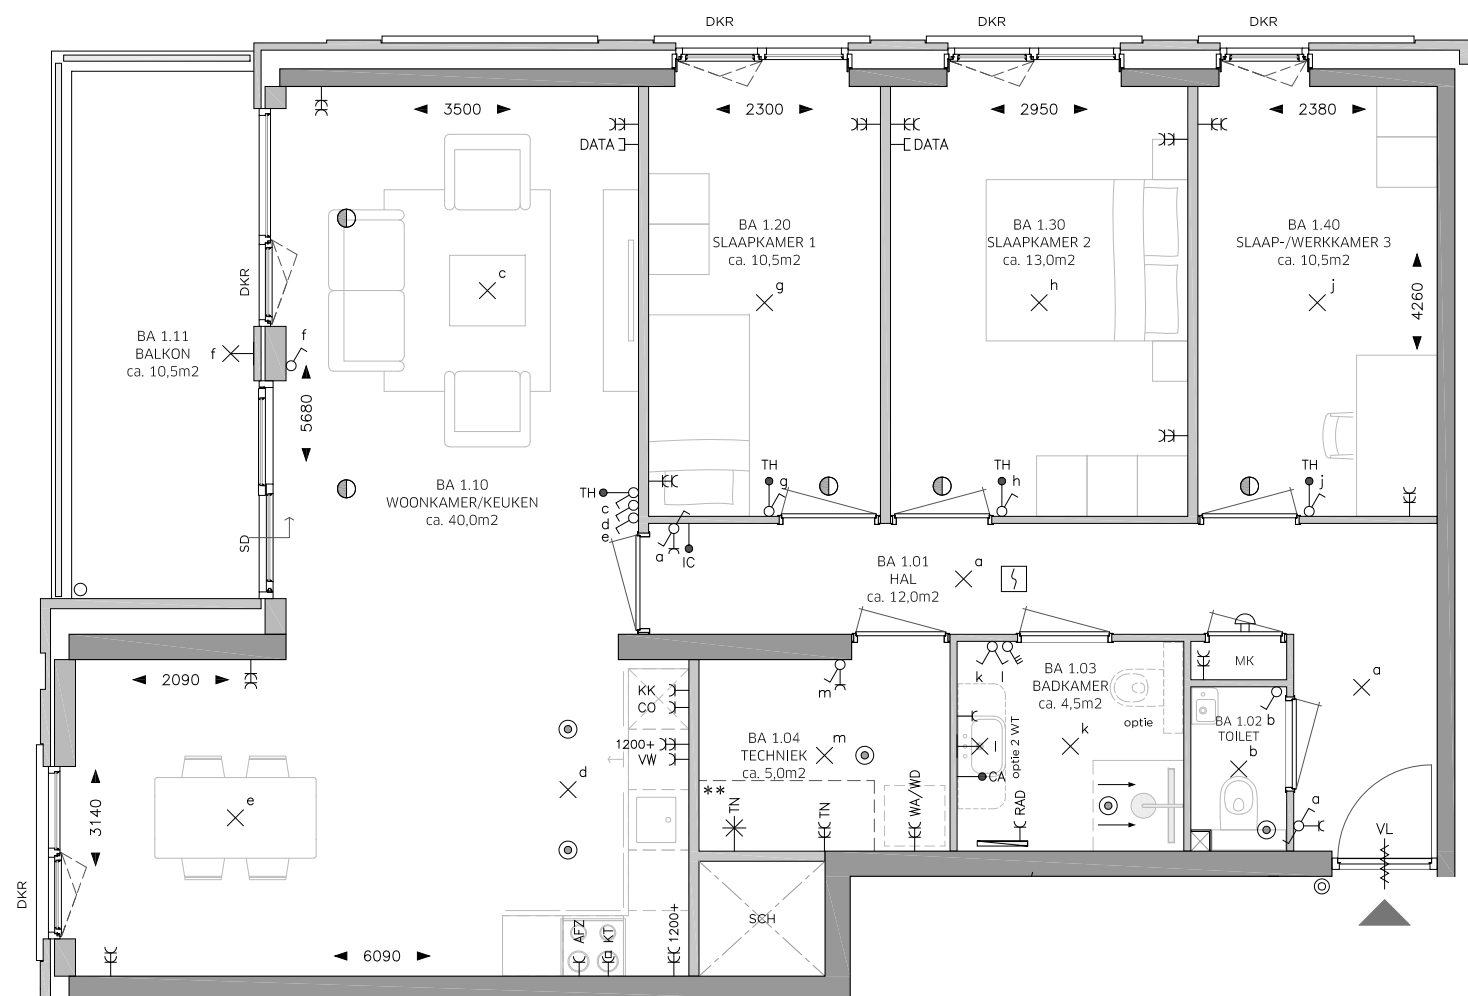 DKR
DKR
DKR
3500
2300
2950
2380
DATA
DATA
BA 1.20
SLAAPKAMER 1
ca. 10,5m2
g
BA 1.30
SLAAPKAMER 2
ca. 13,0m2
h
BA 1.40
SLAAP-/WERKKAMER 3
ca. 10,5m2
j
4260
c
DKR
BA 1.11
BALKON
ca. 10,5m2
f
f
5680
BA 1.10
WOONKAMER/KEUKEN
ca. 40,0m2
TH
c
d
e
TH
g
TH
h
TH
j
SD
a
IC
BA 1.01
HAL
ca. 12,0m2
a
2090
KK
CO
1200+
VW
d
e
3140
DKR
6090
AFZ
KT
1200+
m
BA 1.04
TECHNIEK
ca. 5,0m2
m
**
TN
TN
WA/WD
SCH
k
l
BA 1.03
BADKAMER
ca. 4,5m2
optie
k
l
optie 2 WT
CA
RAD
MK
BA 1.02
TOILET
b
b
a
a
VL